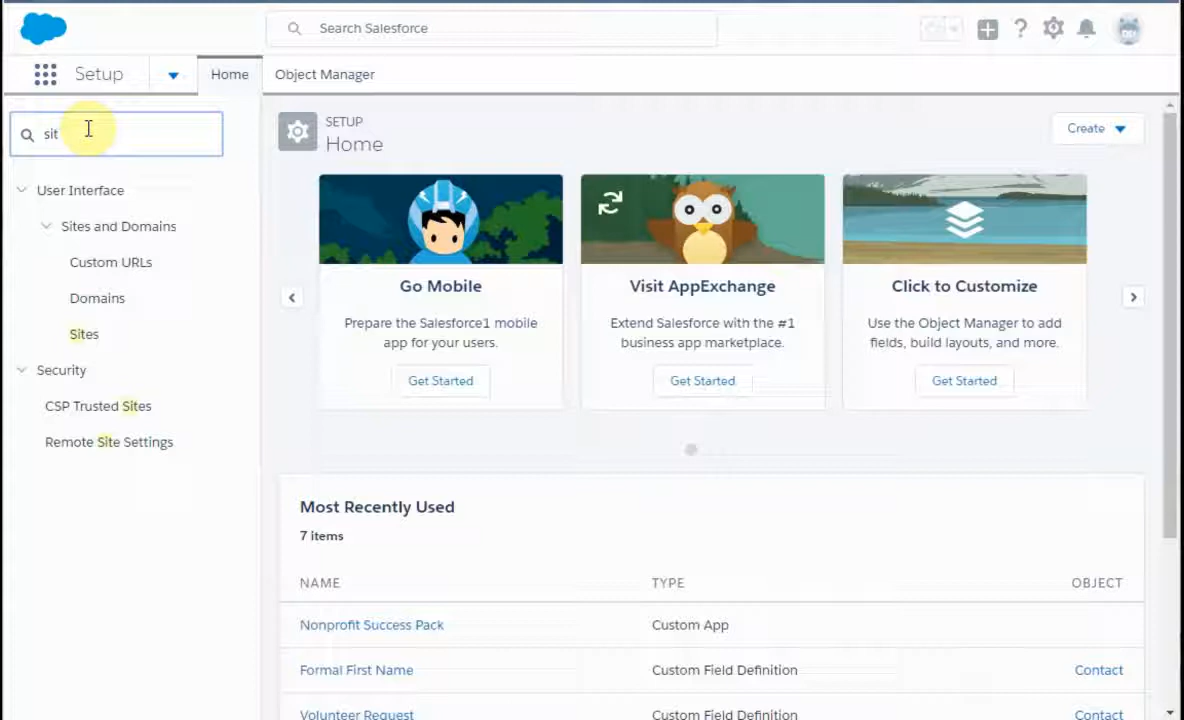 Search Salesforce
Setup
Home
Object Manager
sit
User Interface
Sites and Domains
Custom URLs
Domains
Sites
Security
CSP Trusted Sites
Remote Site Settings
SETUP
Home
Create
Go Mobile
Prepare the Salesforce1 mobile
app for your users.
Get Started
Visit AppExchange
Extend Salesforce with the #1
business app marketplace.
Get Started
Click to Customize
Use the Object Manager to add
fields, build layouts, and more.
Get Started
Most Recently Used
7 items
NAME TYPE OBJECT
Nonprofit Success Pack Custom App
Formal First Name Custom Field Definition Contact
Volunteer Request Custom Field Definition Contact